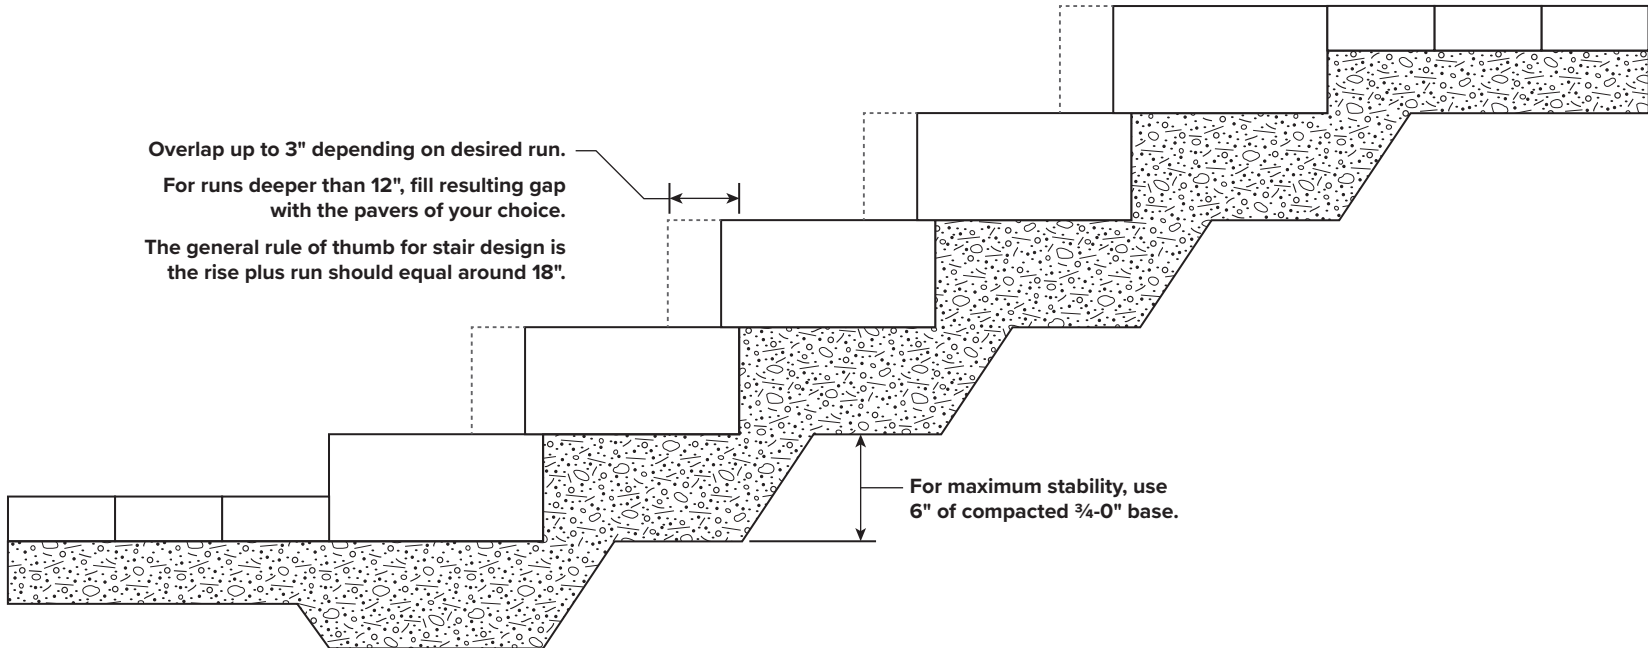 Overlap up to 3" depending on desired run.
For runs deeper than 12", fill resulting gap
with the pavers of your choice.
The general rule of thumb for stair design is
the rise plus run should equal around 18".
For maximum stability, use
6" of compacted ¾-0" base.